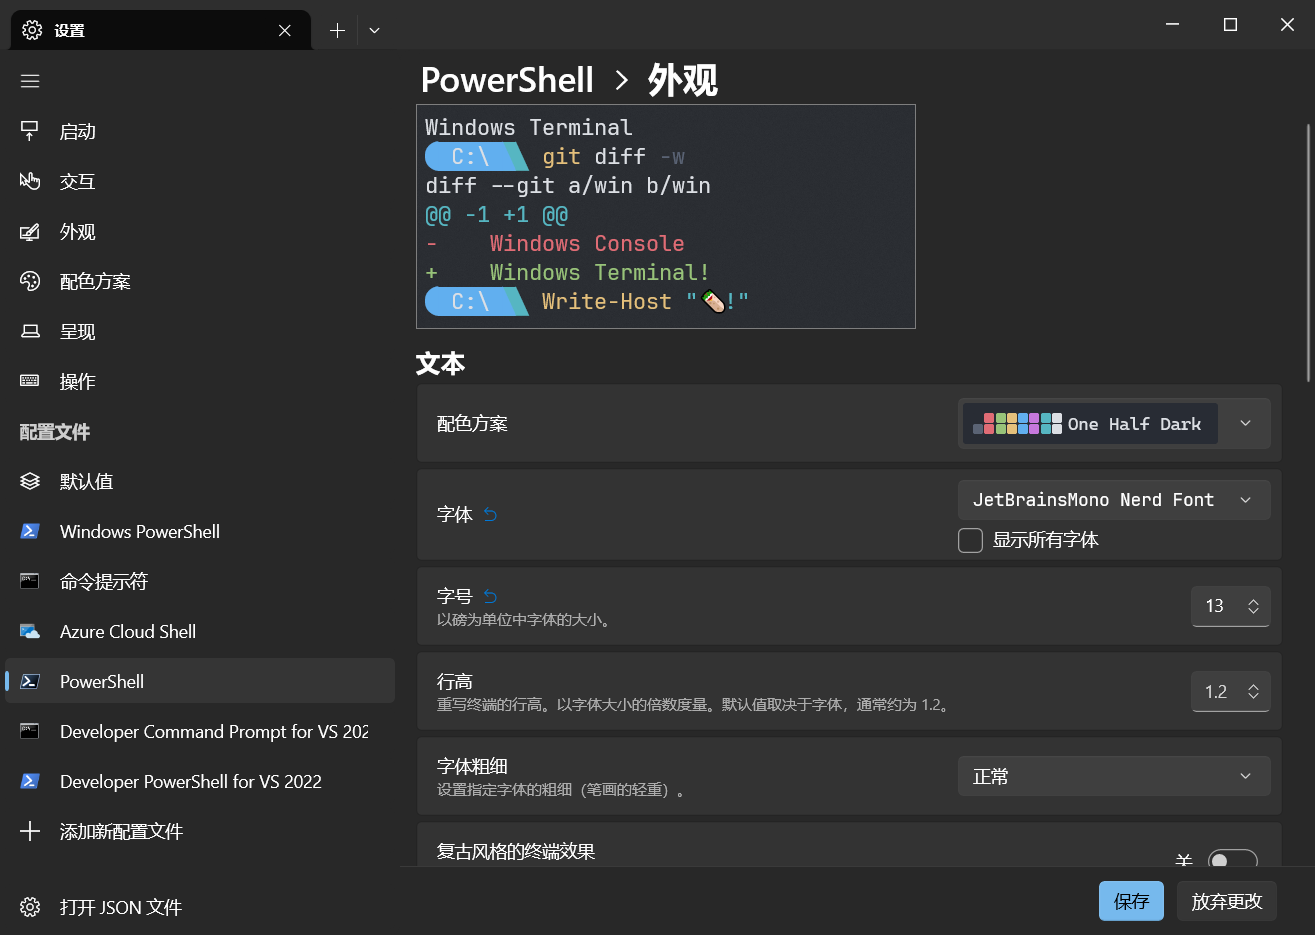 设置
启动
交互
外观
配色方案
呈现
操作
配置文件
默认值
Windows PowerShell
命令提示符
Azure Cloud Shell
PowerShell
Developer Command Prompt for VS 202
Developer PowerShell for VS 2022
添加新配置文件
打开 JSON 文件
PowerShell > 外观
Windows Terminal
C:\ git diff -w
diff --git a/win b/win
@@ -1 +1 @@
- Windows Console
+ Windows Terminal!
C:\ Write-Host "🪟!"
文本
配色方案
One Half Dark
字体
JetBrainsMono Nerd Font
显示所有字体
字号
以磅为单位中字体的大小。
13
行高
重写终端的行高。以字体大小的倍数度量。默认值取决于字体，通常约为 1.2。
1.2
字体粗细
设置指定字体的粗细（笔画的轻重）。
正常
复古风格的终端效果
关
保存
放弃更改